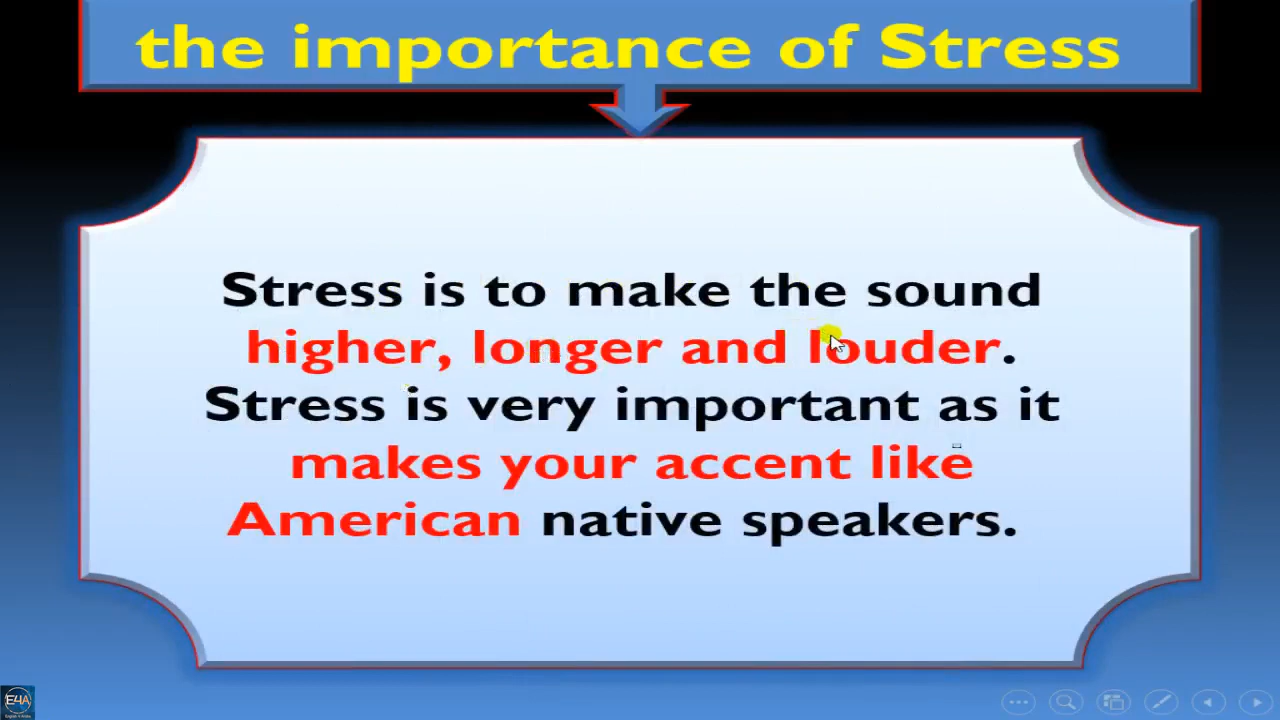 the importance of Stress
Stress is to make the sound
higher, longer and louder.
Stress is very important as it
makes your accent like
American native speakers.
E4A